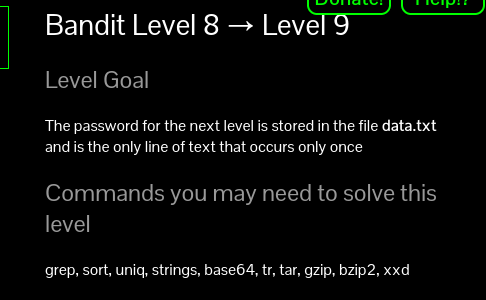 Donate!
Help!?
Bandit Level 8 → Level 9
Level Goal
The password for the next level is stored in the file data.txt
and is the only line of text that occurs only once
Commands you may need to solve this
level
grep, sort, uniq, strings, base64, tr, tar, gzip, bzip2, xxd